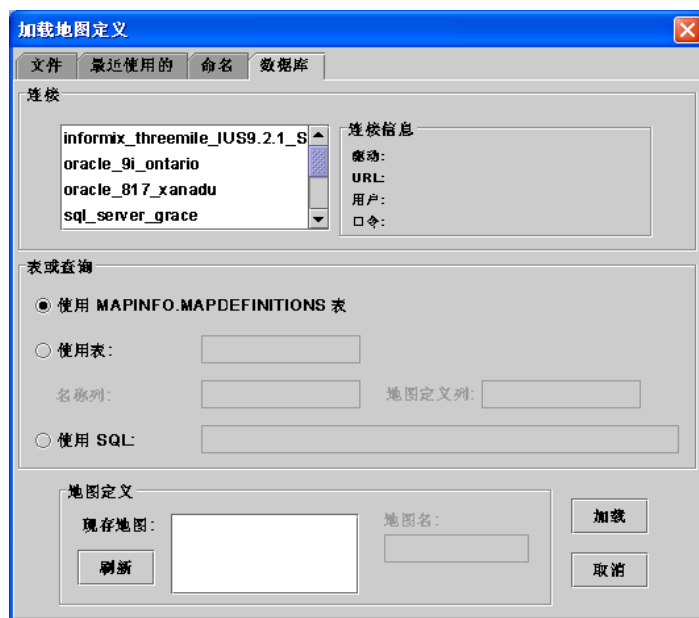 加载地图定义
文件 最近使用的 命名 数据库
连接
informix_threemile_IUS9.2.1_S
oracle_9i_ontario
oracle_817_xanadu
sql_server_grace
连接信息
驱动:
URL:
用户:
口令:
表或查询
使用 MAPINFO.MAPDEFINITIONS 表
使用表:
名称列: 地图定义列:
使用 SQL:
地图定义
现存地图:
刷新
地图名:
加载
取消